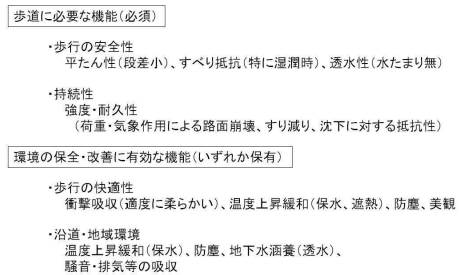 歩道に必要な機能（必須）
・歩行の安全性
平たん性（段差小）、すべり抵抗（特に湿潤時）、透水性（水たまり無）
・持続性
強度・耐久性
（荷重・気象作用による路面崩壊、すり減り、沈下に対する抵抗性）
環境の保全・改善に有効な機能（いずれか保有）
・歩行の快適性
衝撃吸収（適度に柔らかい）、温度上昇緩和（保水、遮熱）、防塵、美観
・沿道・地域環境
温度上昇緩和（保水）、防塵、地下水涵養（透水）、
騒音・排気等の吸収